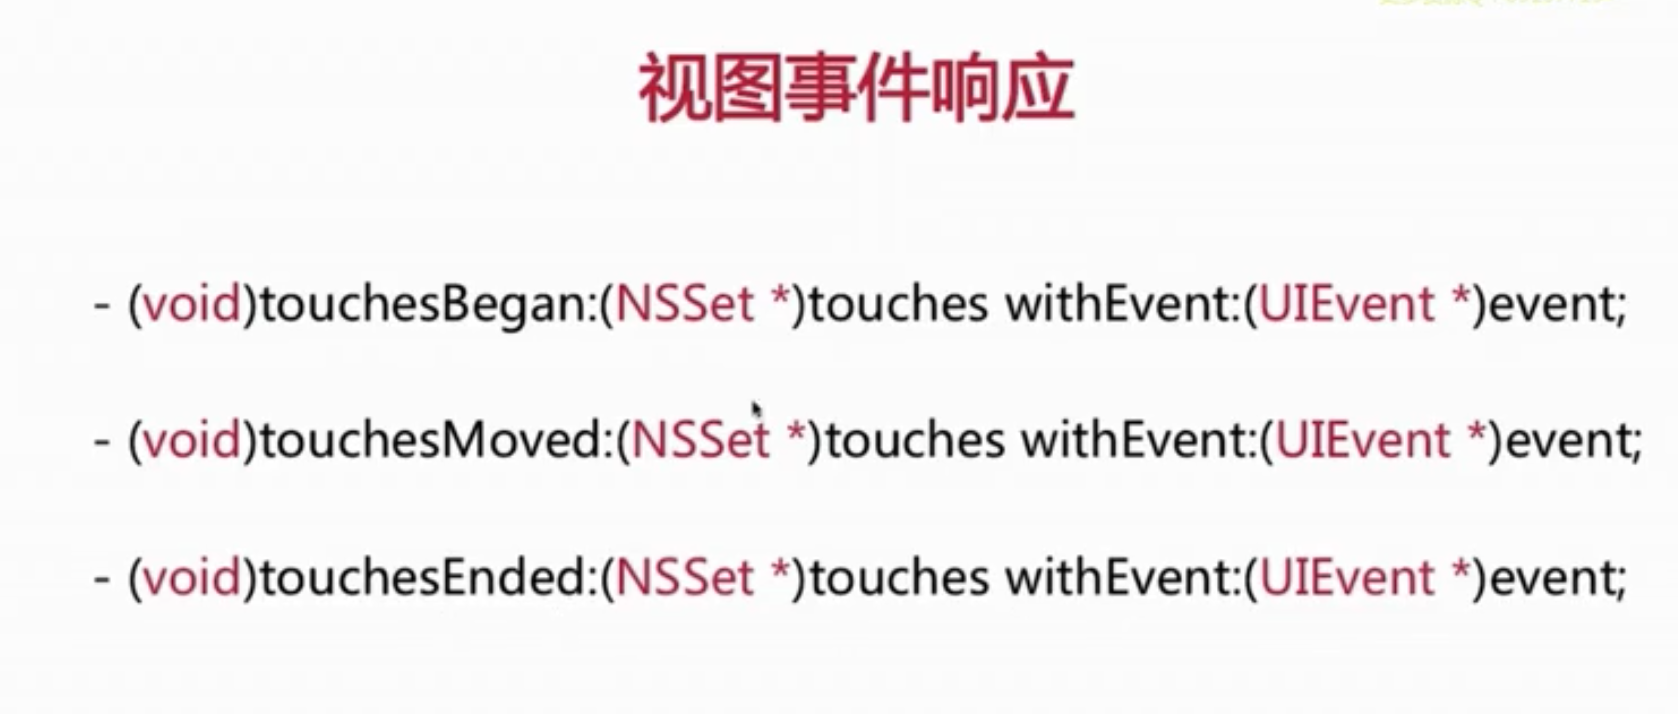 视图事件响应
- (void)touchesBegan:(NSSet *)touches withEvent:(UIEvent *)event;
- (void)touchesMoved:(NSSet *)touches withEvent:(UIEvent *)event;
- (void)touchesEnded:(NSSet *)touches withEvent:(UIEvent *)event;